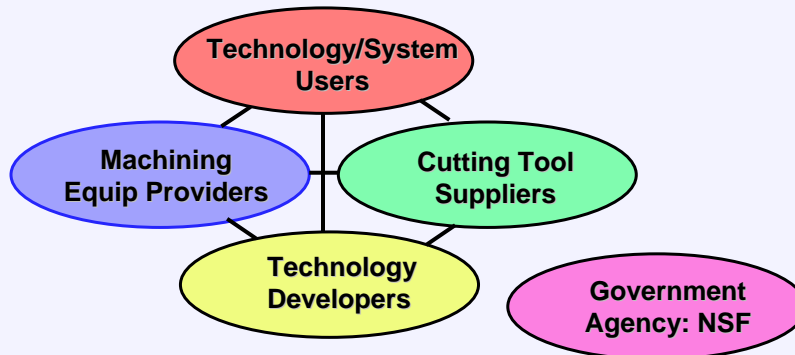 Technology/System
Users
Machining
Equip Providers
Cutting Tool
Suppliers
Technology
Developers
Government
Agency: NSF